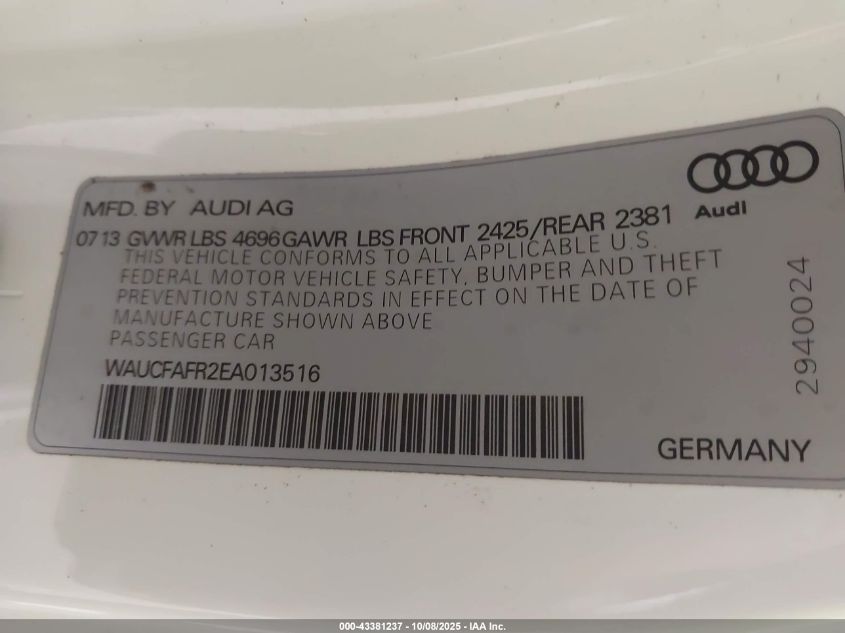 Audi
MFD. BY AUDI AG
0713 GVWR LBS 4696 GAWR LBS FRONT 2425/REAR 2381
THIS VEHICLE CONFORMS TO ALL APPLICABLE U.S.
FEDERAL MOTOR VEHICLE SAFETY, BUMPER AND THEFT
PREVENTION STANDARDS IN EFFECT ON THE DATE OF
MANUFACTURE SHOWN ABOVE
PASSENGER CAR
WAUCFAFR2EA013516
2940024
GERMANY
000-43381237 - 10/08/2025 - IAA Inc.